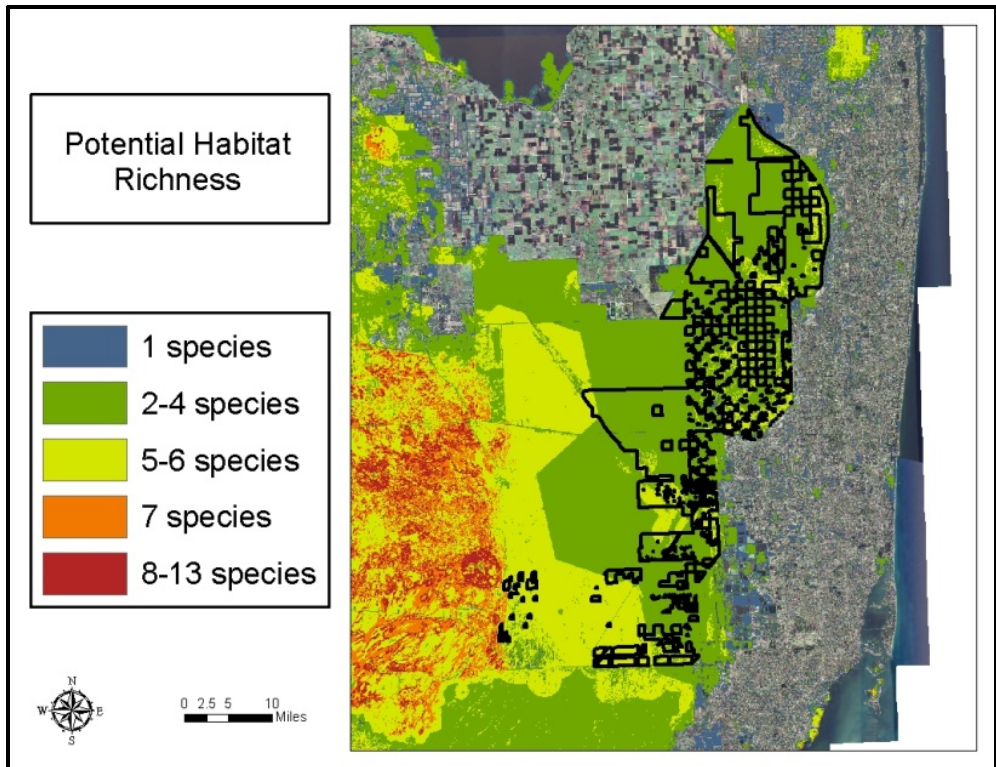 Potential Habitat
Richness
1 species
2-4 species
5-6 species
7 species
8-13 species
N
W E
S
0 2.5 5 10
Miles